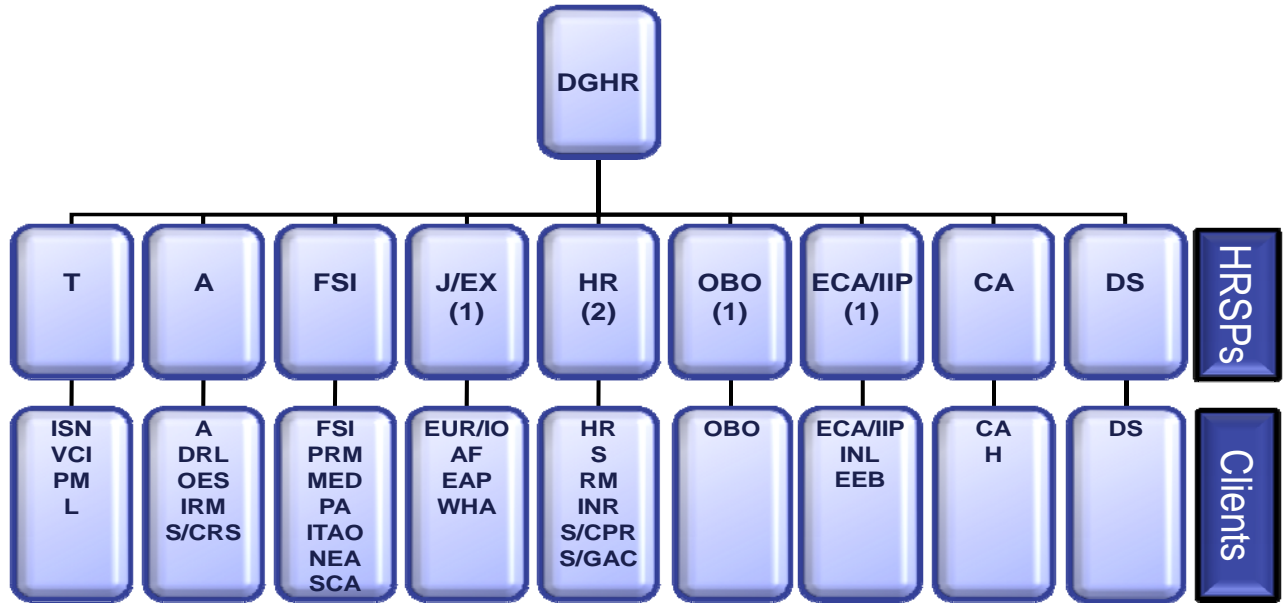 DGHR
T
A
FSI
J/EX
(1)
HR
(2)
OBO
(1)
ECA/IIP
(1)
CA
DS
HRSPs
ISN
VCI
PM
L
A
DRL
OES
IRM
S/CRS
FSI
PRM
MED
PA
ITAO
NEA
SCA
EUR/IO
AF
EAP
WHA
HR
S
RM
INR
S/CPR
S/GAC
OBO
ECA/IIP
INL
EEB
CA
H
DS
Clients